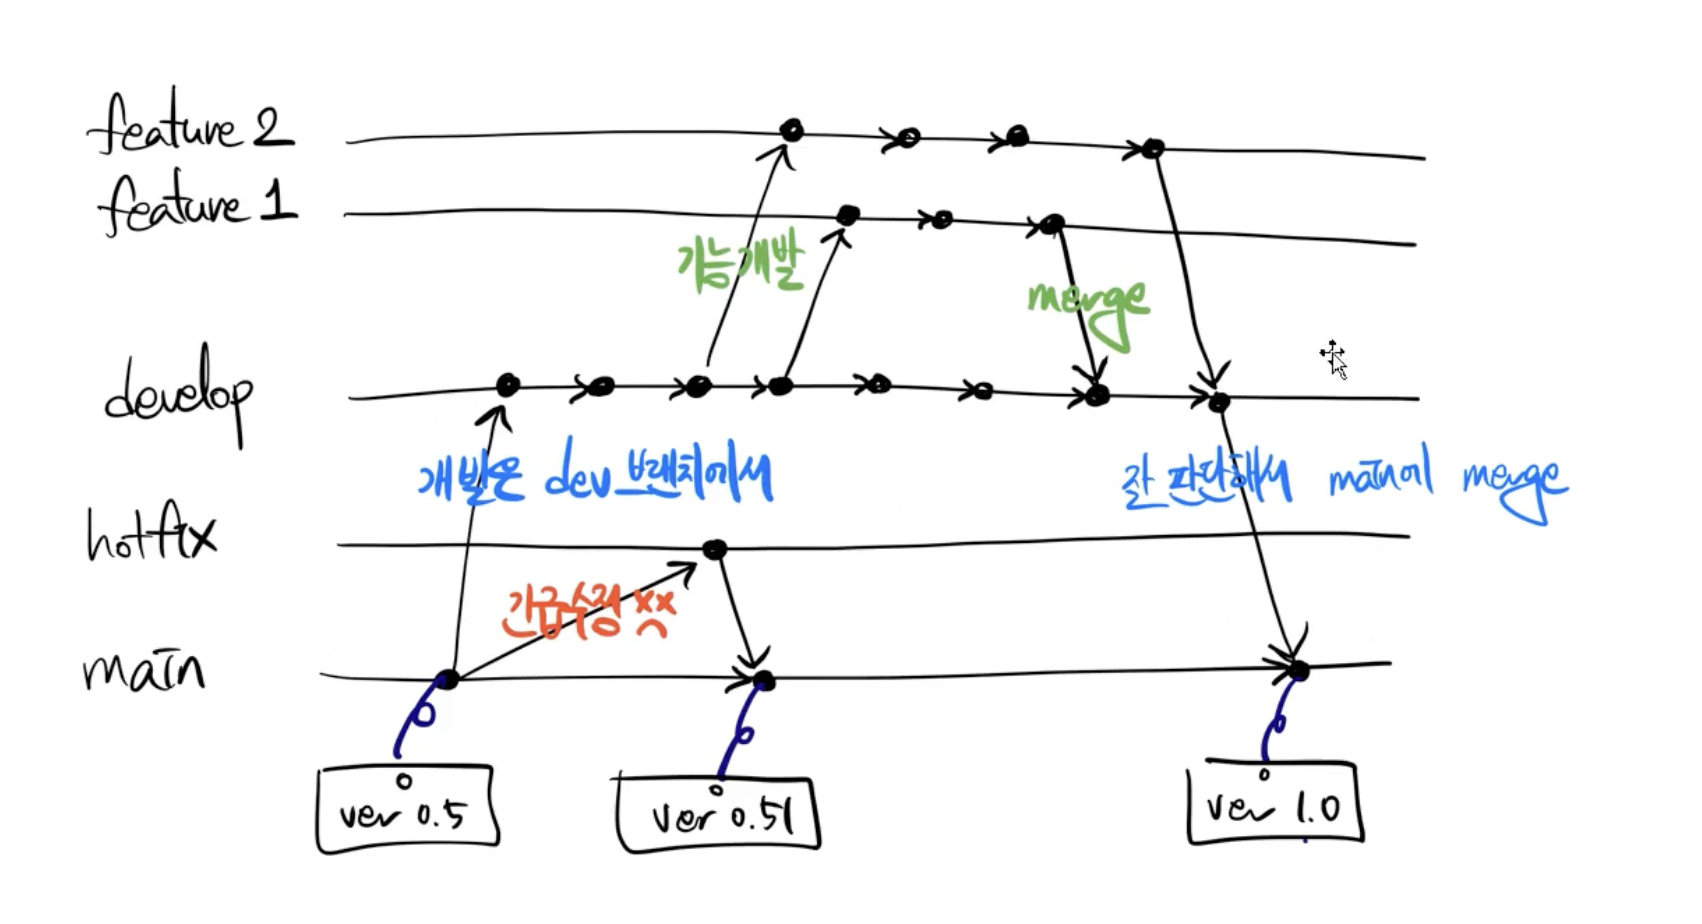 feature 2
feature 1
기능개발
merge
develop
개발은 dev 브랜치에서
잘 판단해서 main에 merge
hotfix
긴급수정 ㅊㅊ
main
ver 0.5
ver 0.51
ver 1.0